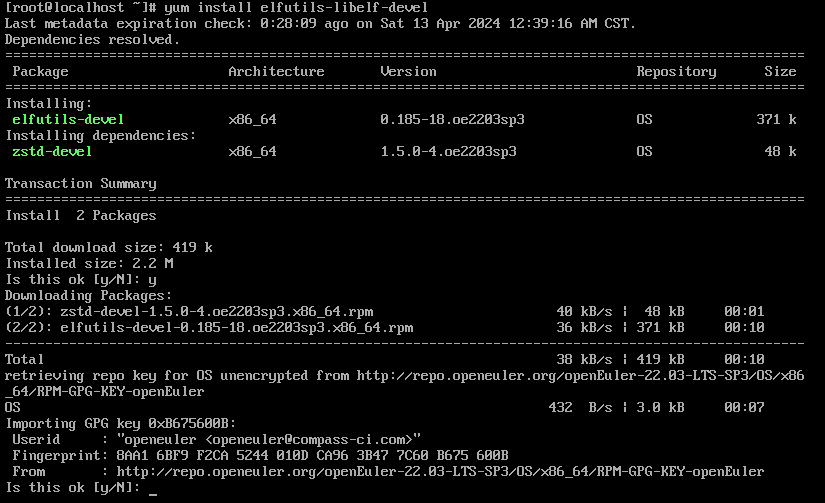 [root@localhost ~]# yum install elfutils-libelf-devel
Last metadata expiration check: 0:28:09 ago on Sat 13 Apr 2024 12:39:16 AM CST.
Dependencies resolved.
====================================================================================================
Package Architecture Version Repository Size
====================================================================================================
Installing:
elfutils-devel x86_64 0.185-18.oe2203sp3 OS 371 k
Installing dependencies:
zstd-devel x86_64 1.5.0-4.oe2203sp3 OS 48 k
Transaction Summary
====================================================================================================
Install  2 Packages
Total download size: 419 k
Installed size: 2.2 M
Is this ok [y/N]: y
Downloading Packages:
(1/2): zstd-devel-1.5.0-4.oe2203sp3.x86_64.rpm 40 kB/s | 48 kB 00:01
(2/2): elfutils-devel-0.185-18.oe2203sp3.x86_64.rpm 36 kB/s | 371 kB 00:10
----------------------------------------------------------------------------------------------------
Total 38 kB/s | 419 kB 00:10
retrieving repo key for OS unencrypted from http://repo.openeuler.org/openEuler-22.03-LTS-SP3/OS/x86
_64/RPM-GPG-KEY-openEuler
OS 432  B/s | 3.0 kB 00:07
Importing GPG key 0xB675600B:
Userid     : "openeuler <openeuler@compass-ci.com>"
Fingerprint: 8AA1 6BF9 F2CA 5244 010D CA96 3B47 7C60 B675 600B
From       : http://repo.openeuler.org/openEuler-22.03-LTS-SP3/OS/x86_64/RPM-GPG-KEY-openEuler
Is this ok [y/N]: _